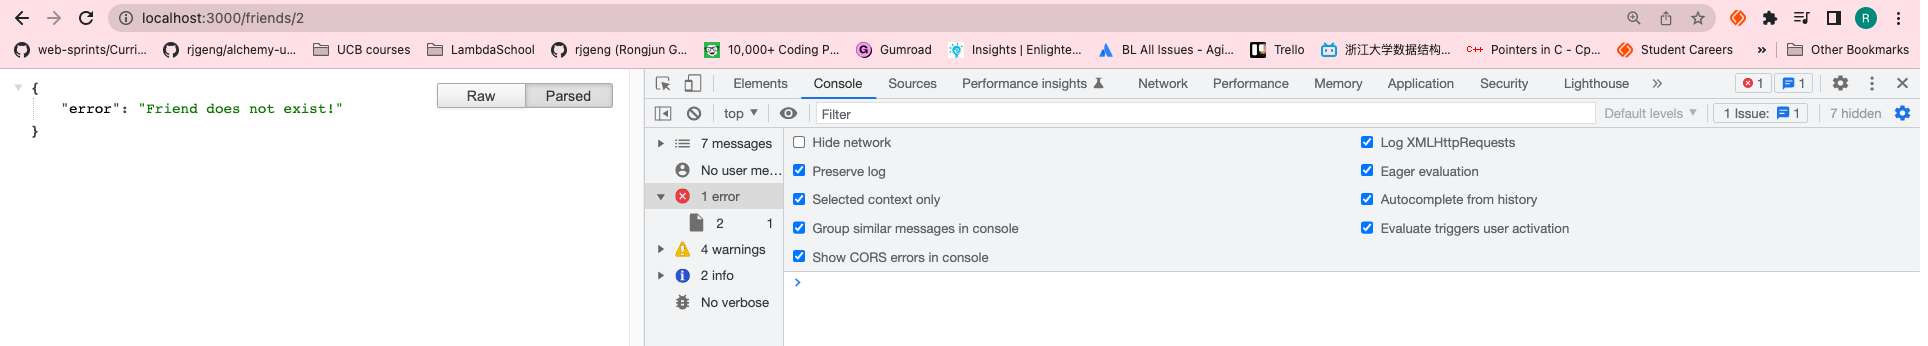 localhost:3000/friends/2
R
web-sprints/Curri... rjgeng/alchemy-u... UCB courses LambdaSchool rjgeng (Rongjun G... 10,000+ Coding P... Gumroad Insights | Enlighte... BL All Issues - Agi... Trello 浙江大学数据结构... C++ Pointers in C - Cp... Student Careers » Other Bookmarks
{
"error": "Friend does not exist!"
}
Raw Parsed
Elements Console Sources Performance insights Network Performance Memory Application Security Lighthouse » 1 1
top Filter Default levels 1 Issue: 1 7 hidden
7 messages
No user me...
1 error
2 1
4 warnings
2 info
No verbose
Hide network
Preserve log
Selected context only
Group similar messages in console
Show CORS errors in console
Log XMLHttpRequests
Eager evaluation
Autocomplete from history
Evaluate triggers user activation